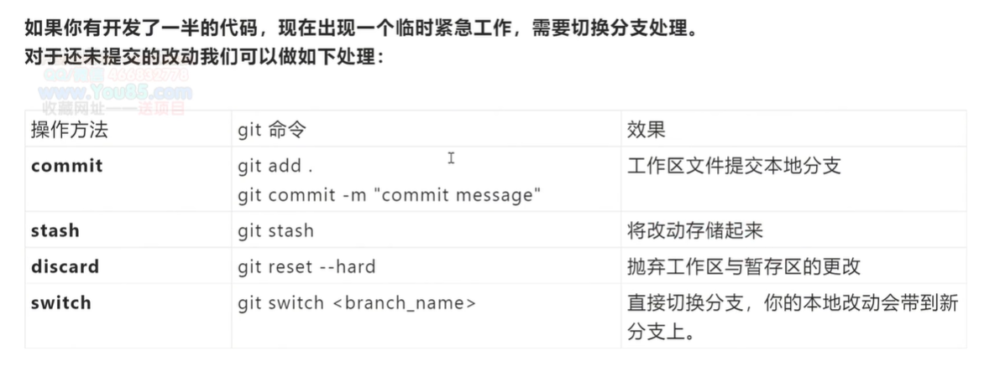 如果你有开发了一半的代码，现在出现一个临时紧急工作，需要切换分支处理。
对于还未提交的改动我们可以做如下处理：
QQ/微信 466832778
www.You85.com
收藏网址——送项目
操作方法 git 命令 效果
commit git add . 工作区文件提交本地分支
git commit -m "commit message"
stash git stash 将改动存储起来
discard git reset --hard 抛弃工作区与暂存区的更改
switch git switch <branch_name> 直接切换分支，你的本地改动会带到新
分支上。